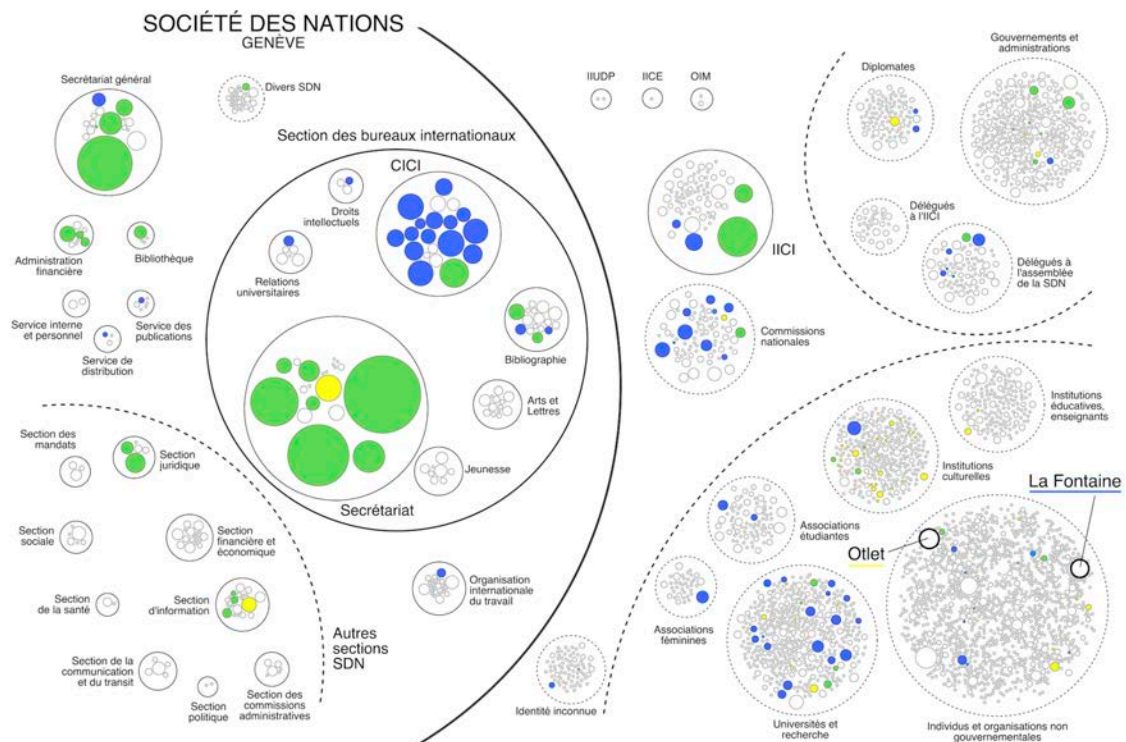 SOCIÉTÉ DES NATIONS
GENÈVE
Secrétariat général
Divers SDN
Section des bureaux internationaux
CICI
Droits
intellectuels
Relations
universitaires
Administration
financière
Bibliothèque
Service interne
et personnel
Service des
publications
Service de
distribution
Bibliographie
Arts et
Lettres
Jeunesse
Secrétariat
Section des
mandats
Section
juridique
Section
sociale
Section
financière et
économique
Section
de la santé
Section
d'information
Autres
sections
SDN
Section de la
communication
et du transit
Section
politique
Section des
commissions
administratives
Organisation
internationale
du travail
Identité inconnue
IIUDP
IICE
OIM
IICI
Commissions
nationales
Gouvernements et
administrations
Diplomates
Délégués
à l'IICI
Délégués à
l'assemblée
de la SDN
Institutions
éducatives,
enseignants
Institutions
culturelles
La Fontaine
Associations
étudiantes
Otlet
Associations
féminines
Universités et
recherche
Individus et organisations non
gouvernementales